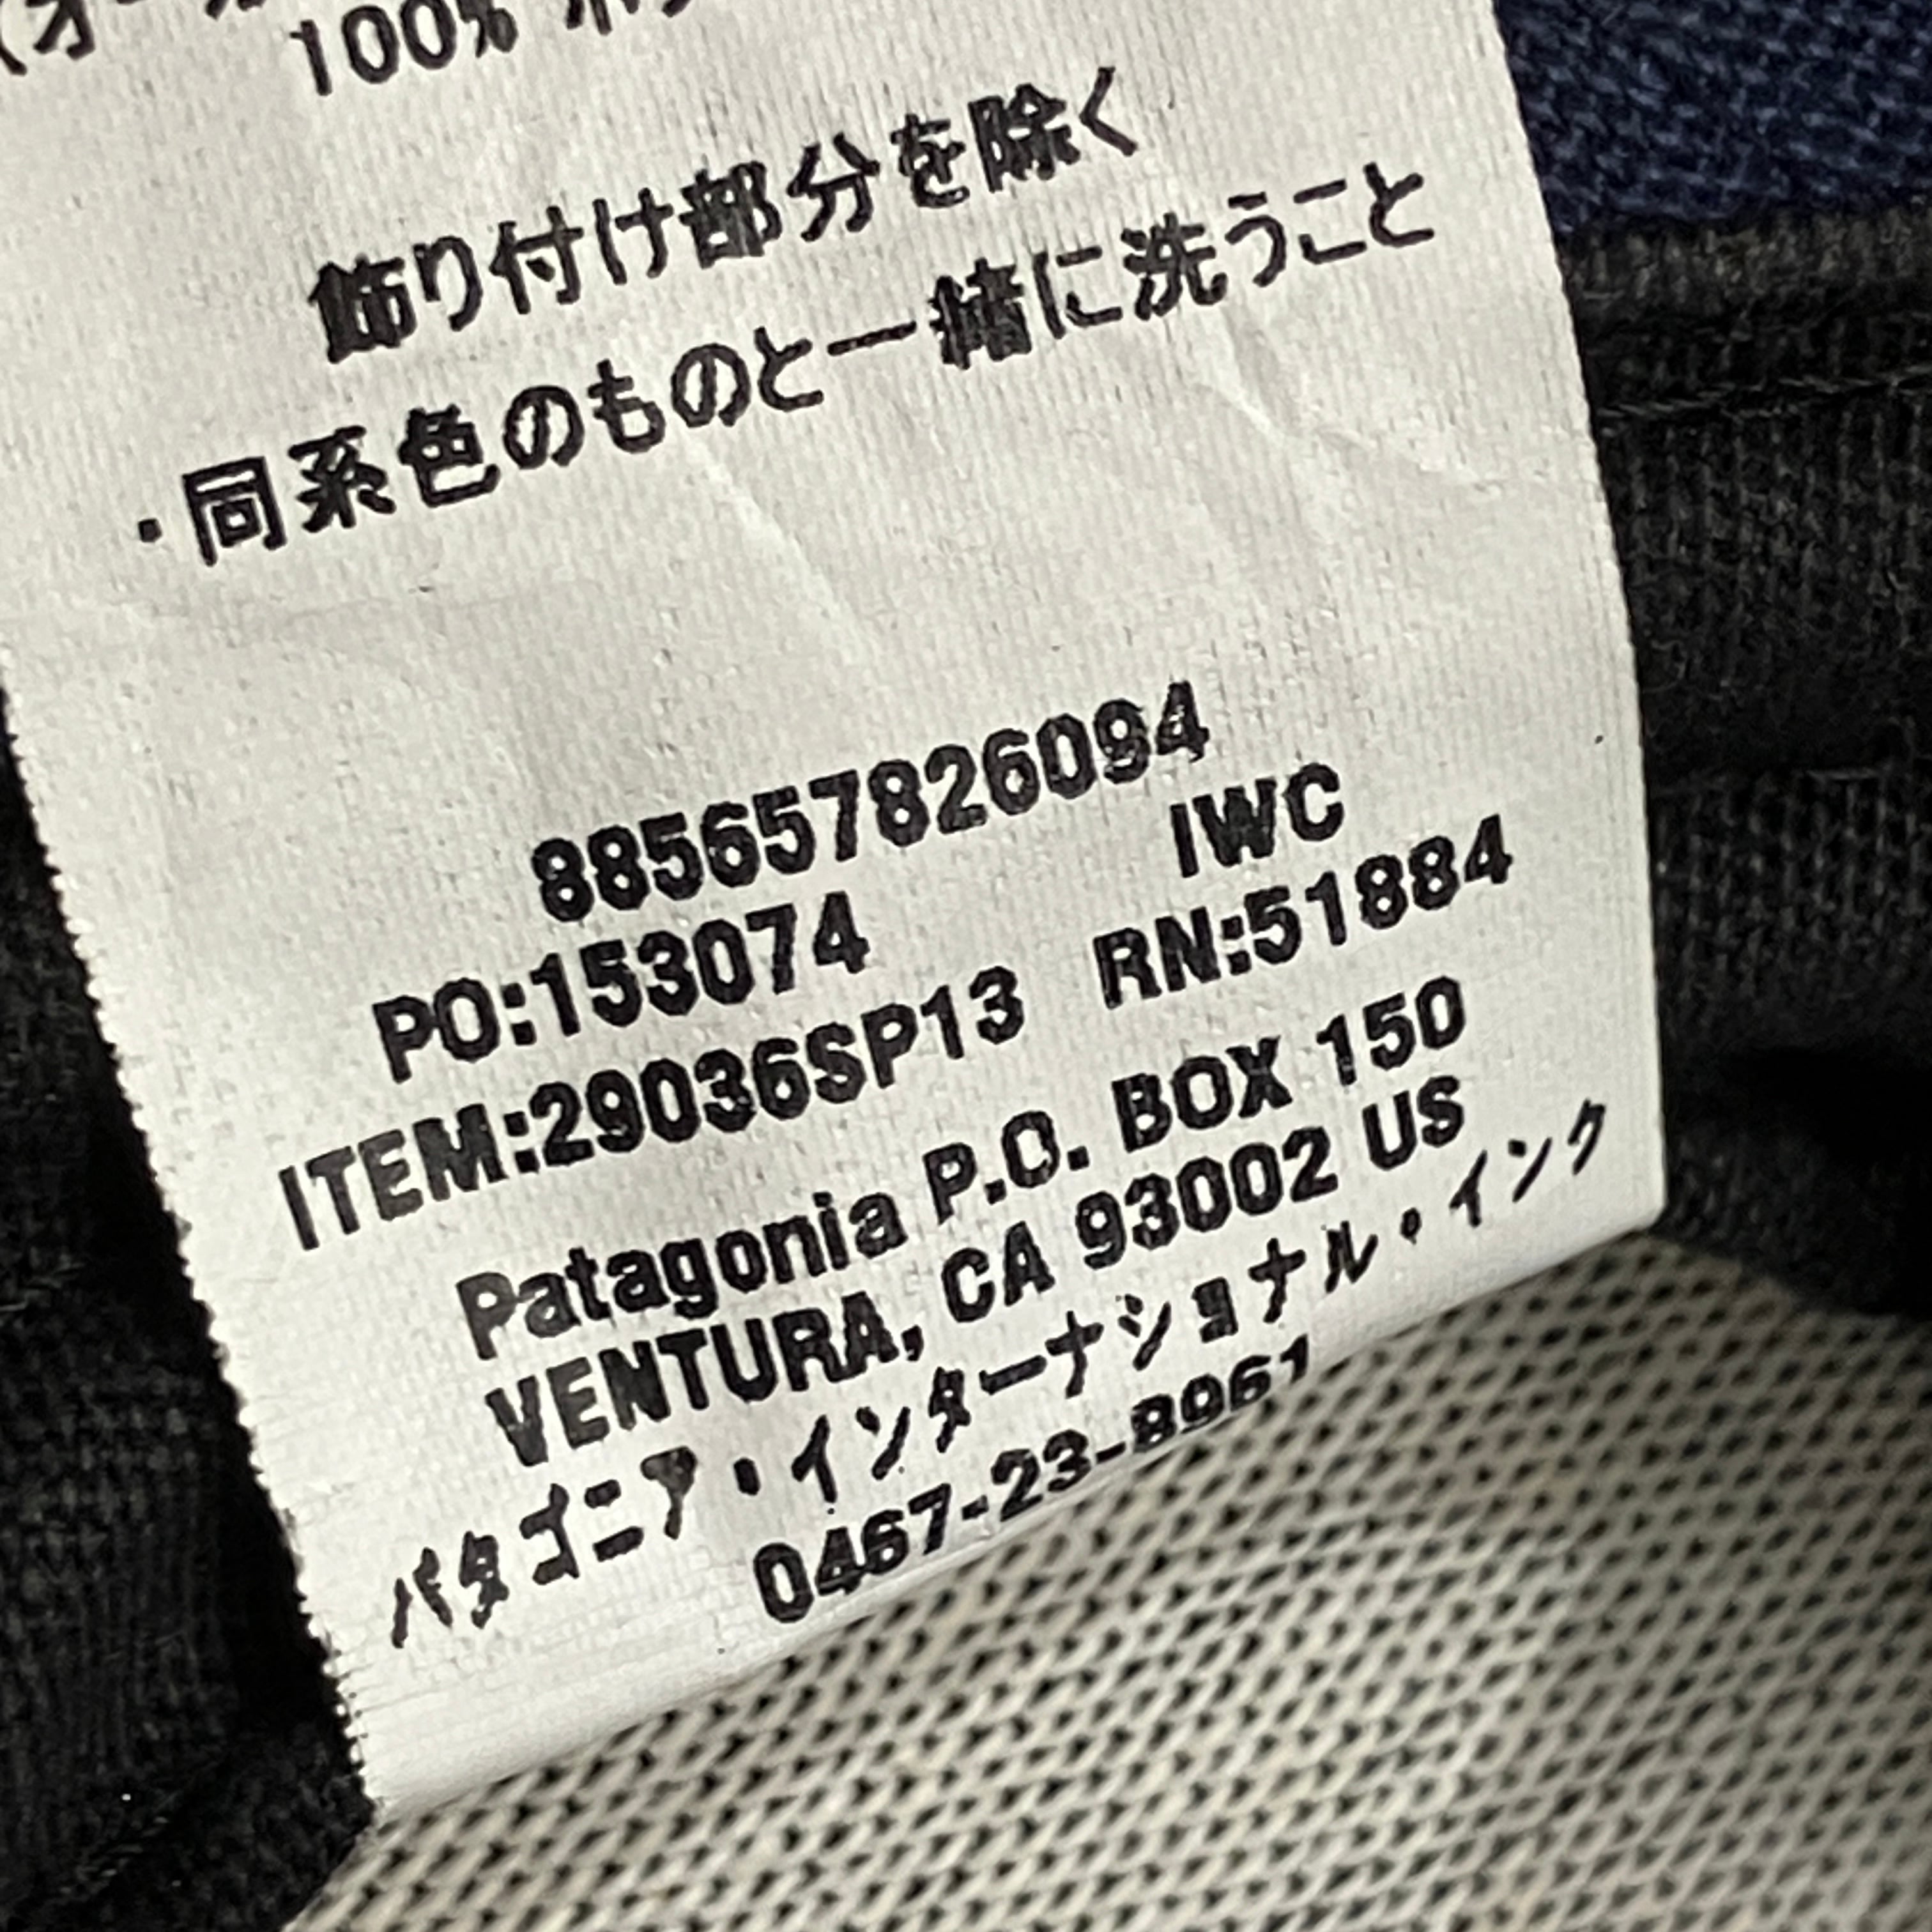 (オー
100% ポ
飾り付け部分を除く
・同系色のものと一緒に洗うこと
885657826094
PO:153074 IWC
ITEM:29036SP13 RN:51884
Patagonia P.O. BOX 150
VENTURA, CA 93002 US
パタゴニア・インターナショナル・インク
0467-23-8961